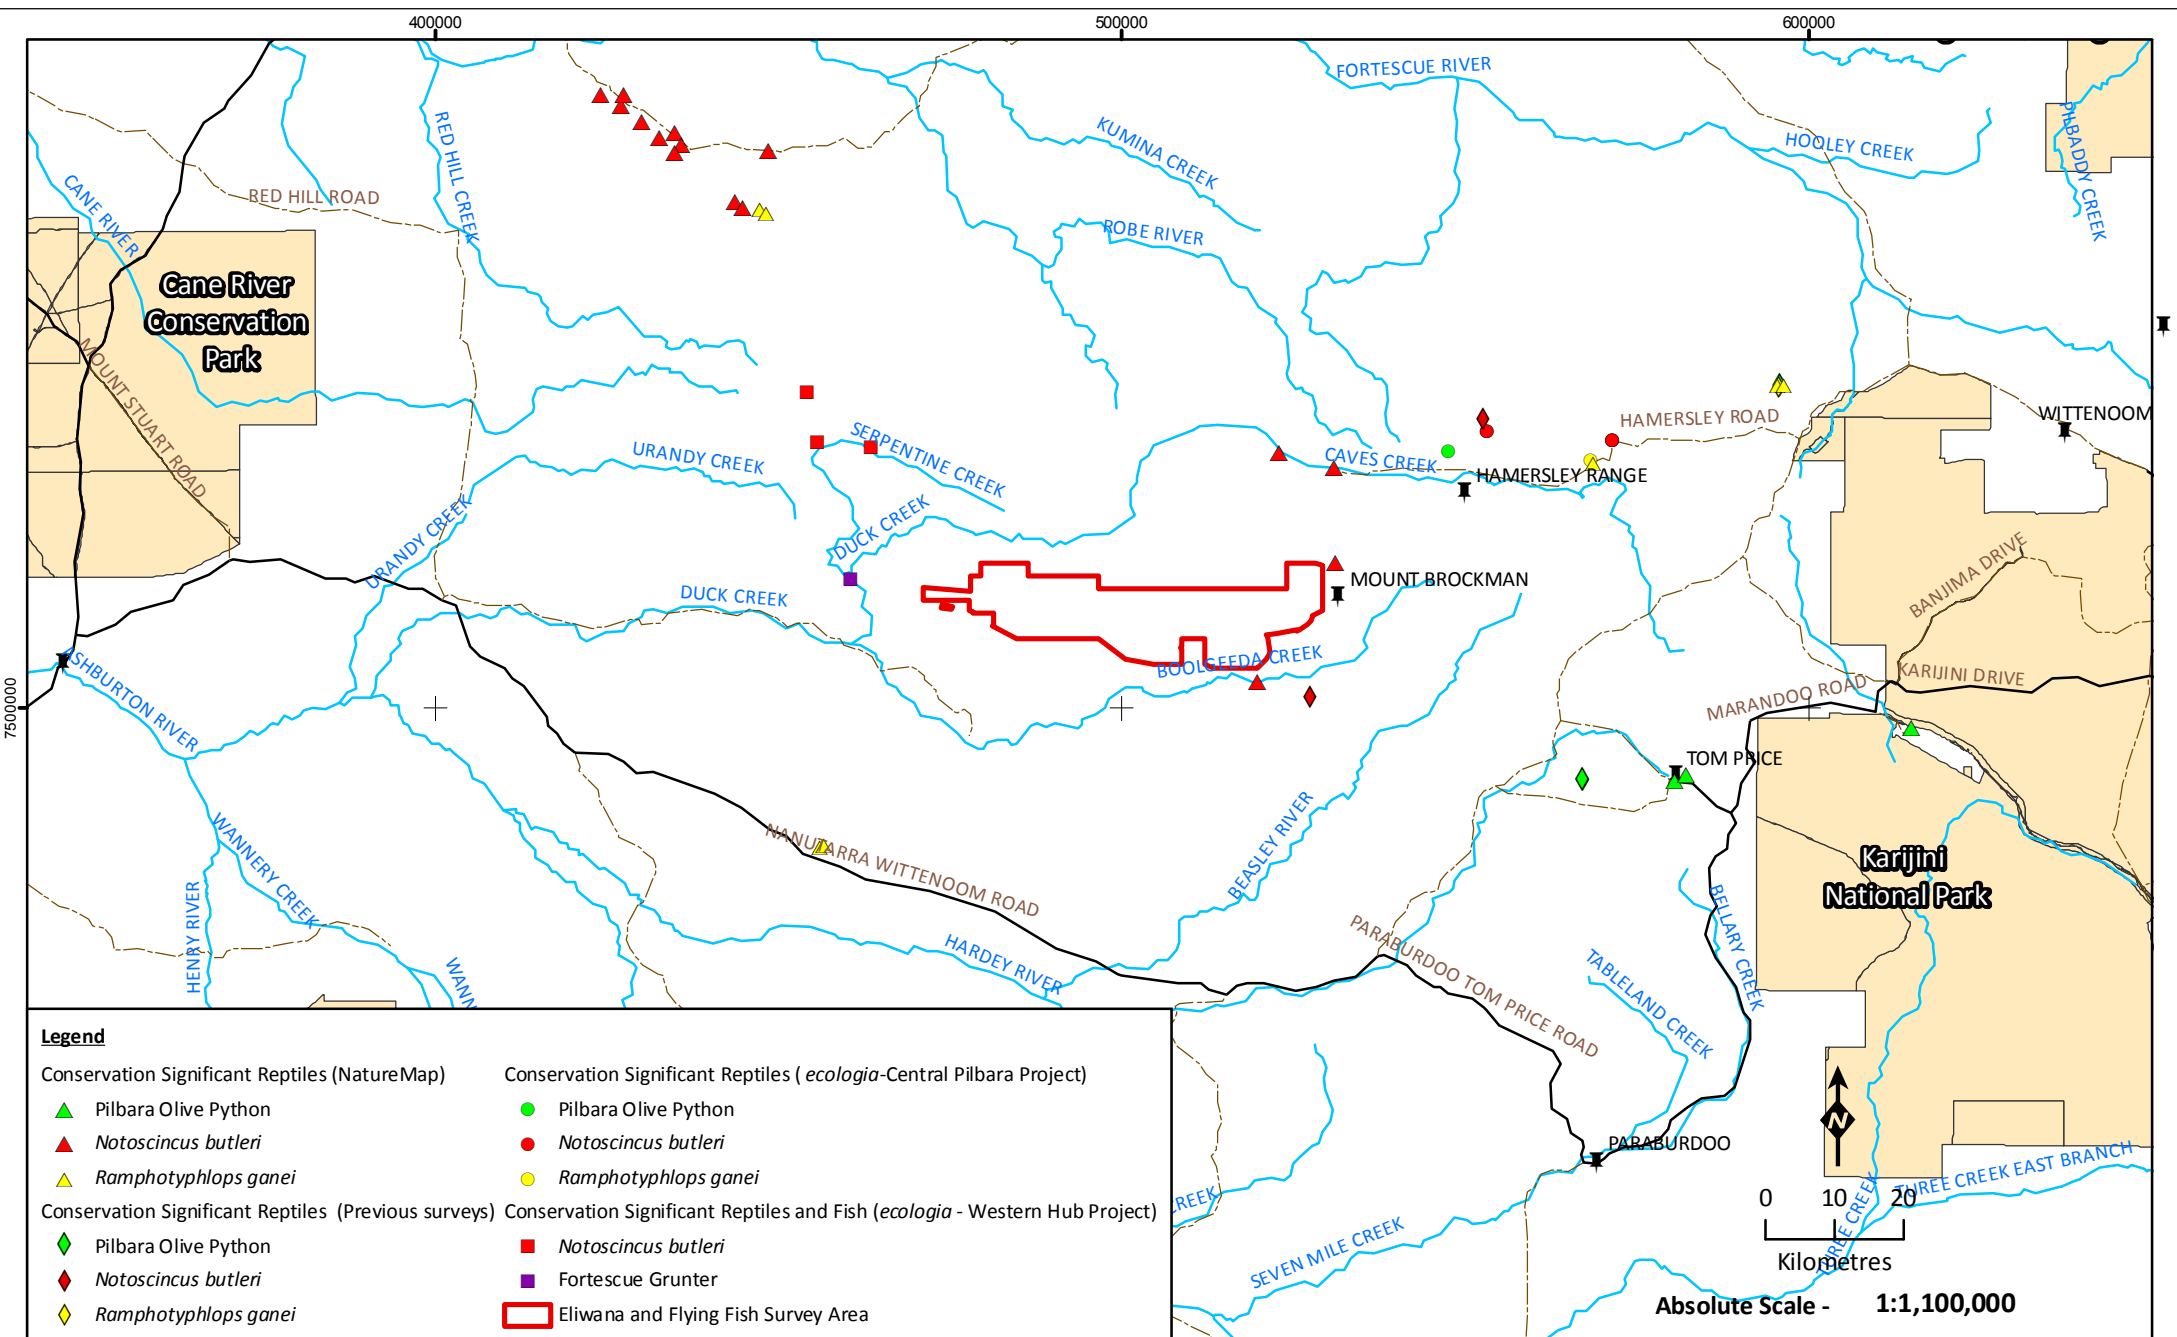 400000
500000
600000
7500000
FORTESCUE RIVER
HOOLEY CREEK
PILBADDY CREEK
KUMINA CREEK
RED HILL CREEK
RED HILL ROAD
CANE RIVER
ROBE RIVER
Cane River
Conservation
Park
MOUNT STUART ROAD
WITTENOOM
HAMERSLEY ROAD
CAVES CREEK
HAMERSLEY RANGE
SERPENTINE CREEK
URANDY CREEK
URANDY CREEK
DUCK CREEK
DUCK CREEK
MOUNT BROCKMAN
BANJIMA DRIVE
BOOLGEEDA CREEK
KARIJINI DRIVE
MARANDOO ROAD
ASHBURTON RIVER
TOM PRICE
WANNERY CREEK
NANUTARRA WITTENOOM ROAD
BEASLEY RIVER
Karijini
National Park
HENRY RIVER
WANN
HARDEY RIVER
PARABURDOO TOM PRICE ROAD
BELLARY CREEK
TABLELAND CREEK
PARABURDOO
TUREE CREEK EAST BRANCH
TUREE CREEK
CREEK
SEVEN MILE CREEK
N
0 10 20
Kilometres
Absolute Scale - 1:1,100,000
Legend
Conservation Significant Reptiles (NatureMap)
Pilbara Olive Python
Notoscincus butleri
Ramphotyphlops ganei
Conservation Significant Reptiles (Previous surveys)
Pilbara Olive Python
Notoscincus butleri
Ramphotyphlops ganei
Conservation Significant Reptiles ( ecologia-Central Pilbara Project)
Pilbara Olive Python
Notoscincus butleri
Ramphotyphlops ganei
Conservation Significant Reptiles and Fish (ecologia - Western Hub Project)
Notoscincus butleri
Fortescue Grunter
Eliwana and Flying Fish Survey Area